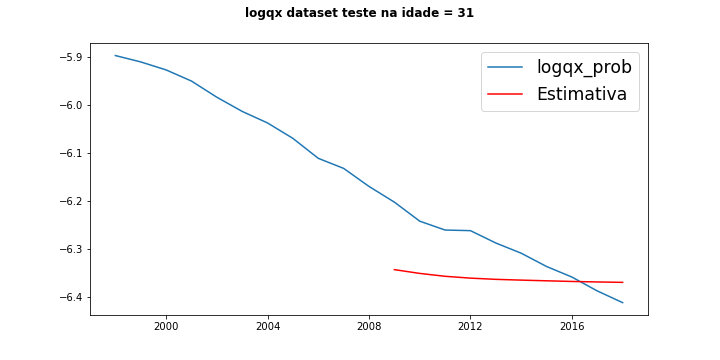 logqx dataset teste na idade = 31
logqx_prob
Estimativa
−5.9
−6.0
−6.1
−6.2
−6.3
−6.4
2000 2004 2008 2012 2016